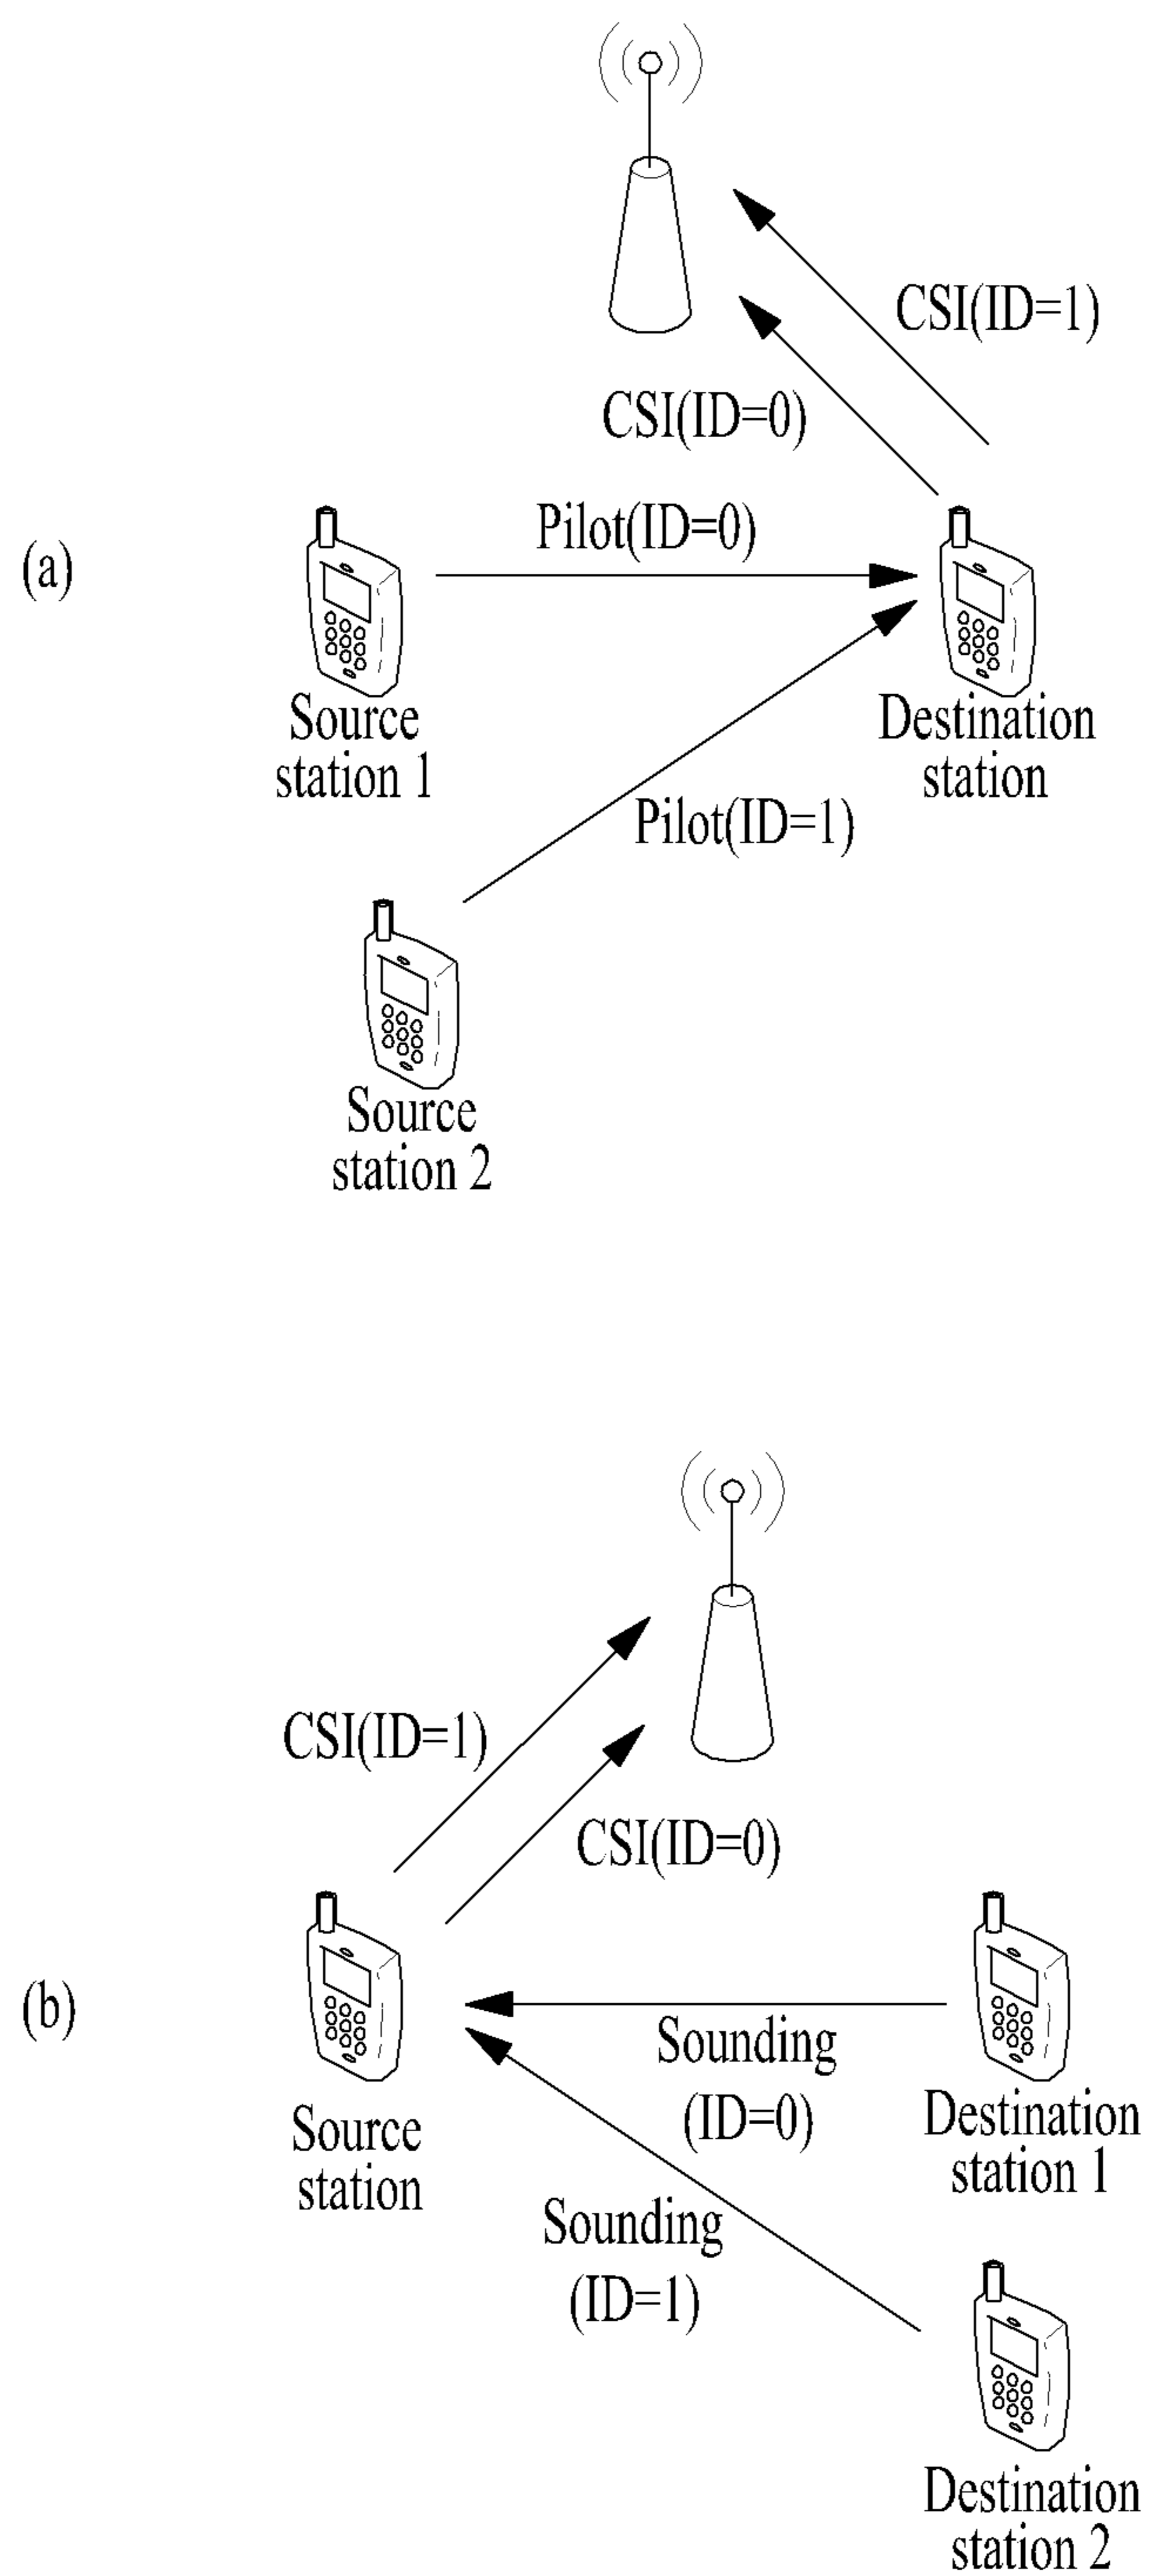 CSI(ID=1)
CSI(ID=0)
Pilot(ID=0)
(a)
Source
station 1
Destination
station
Pilot(ID=1)
Source
station 2
CSI(ID=1)
CSI(ID=0)
(b)
Sounding
(ID=0)
Source
station
Destination
station 1
Sounding
(ID=1)
Destination
station 2